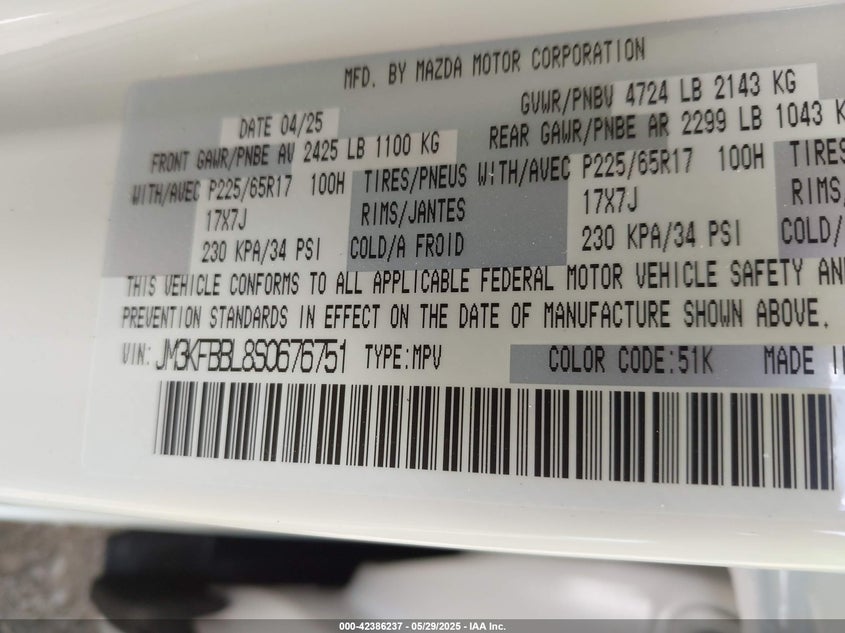 MFD. BY MAZDA MOTOR CORPORATION
DATE 04/25 GVWR/PNBV 4724 LB 2143 KG
FRONT GAWR/PNBE AV 2425 LB 1100 KG REAR GAWR/PNBE AR 2299 LB 1043 K
WITH/AVEC P225/65R17 100H TIRES/PNEUS WITH/AVEC P225/65R17 100H TIRES
17X7J RIMS/JANTES 17X7J RIMS/
230 KPA/34 PSI COLD/A FROID 230 KPA/34 PSI COLD/
THIS VEHICLE CONFORMS TO ALL APPLICABLE FEDERAL MOTOR VEHICLE SAFETY AND
PREVENTION STANDARDS IN EFFECT ON THE DATE OF MANUFACTURE SHOWN ABOVE.
VIN: JM3KFBBL8S0676751 TYPE:MPV COLOR CODE:51K MADE I
000-42386237 - 05/29/2025 - IAA Inc.